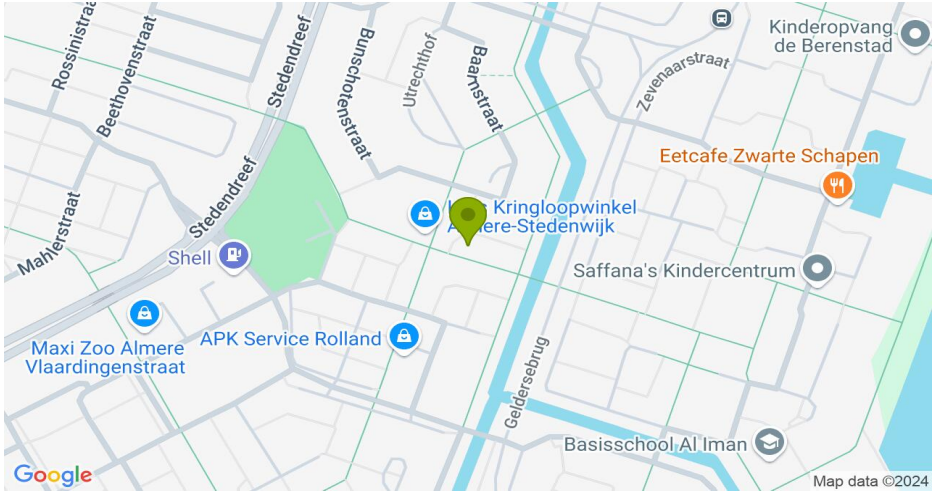 Rossinistraat
Beethovenstraat
Stedendreef
Bunschotenstraat
Utrechthof
Baarnstraat
Zevenaarstraat
Kinderopvang
de Berenstad
Eetcafe Zwarte Schapen
Mahlerstraat
Stedendreef
Kringloopwinkel
Stedenwijk
Shell
Saffana's Kindercentrum
Maxi Zoo Almere
Vlaardingenstraat
APK Service Rolland
Geldersebrug
Basisschool Al Iman
Google
Map data ©2024